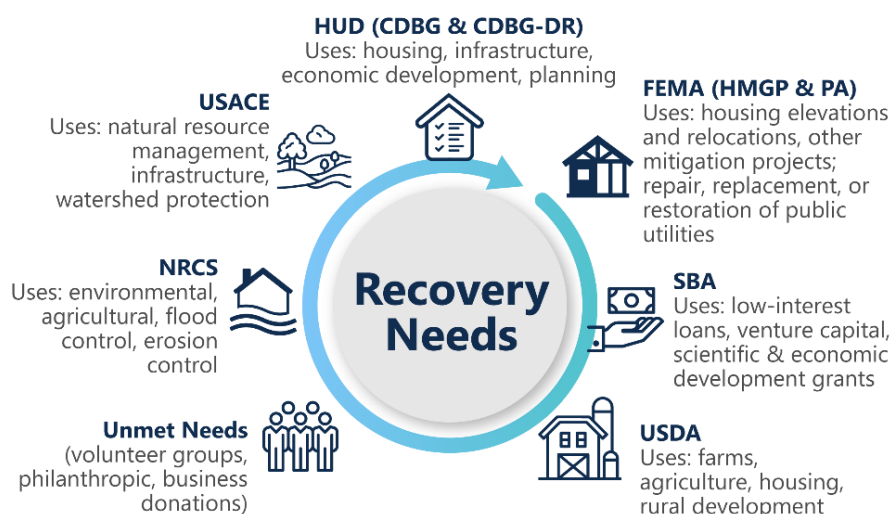 HUD (CDBG & CDBG-DR)
Uses: housing, infrastructure,
economic development, planning
FEMA (HMGP & PA)
Uses: housing elevations
and relocations, other
mitigation projects;
repair, replacement, or
restoration of public
utilities
SBA
Uses: low-interest
loans, venture capital,
scientific & economic
development grants
USDA
Uses: farms,
agriculture, housing,
rural development
Unmet Needs
(volunteer groups,
philanthropic, business
donations)
NRCS
Uses: environmental,
agricultural, flood
control, erosion
control
USACE
Uses: natural resource
management,
infrastructure,
watershed protection
Recovery
Needs